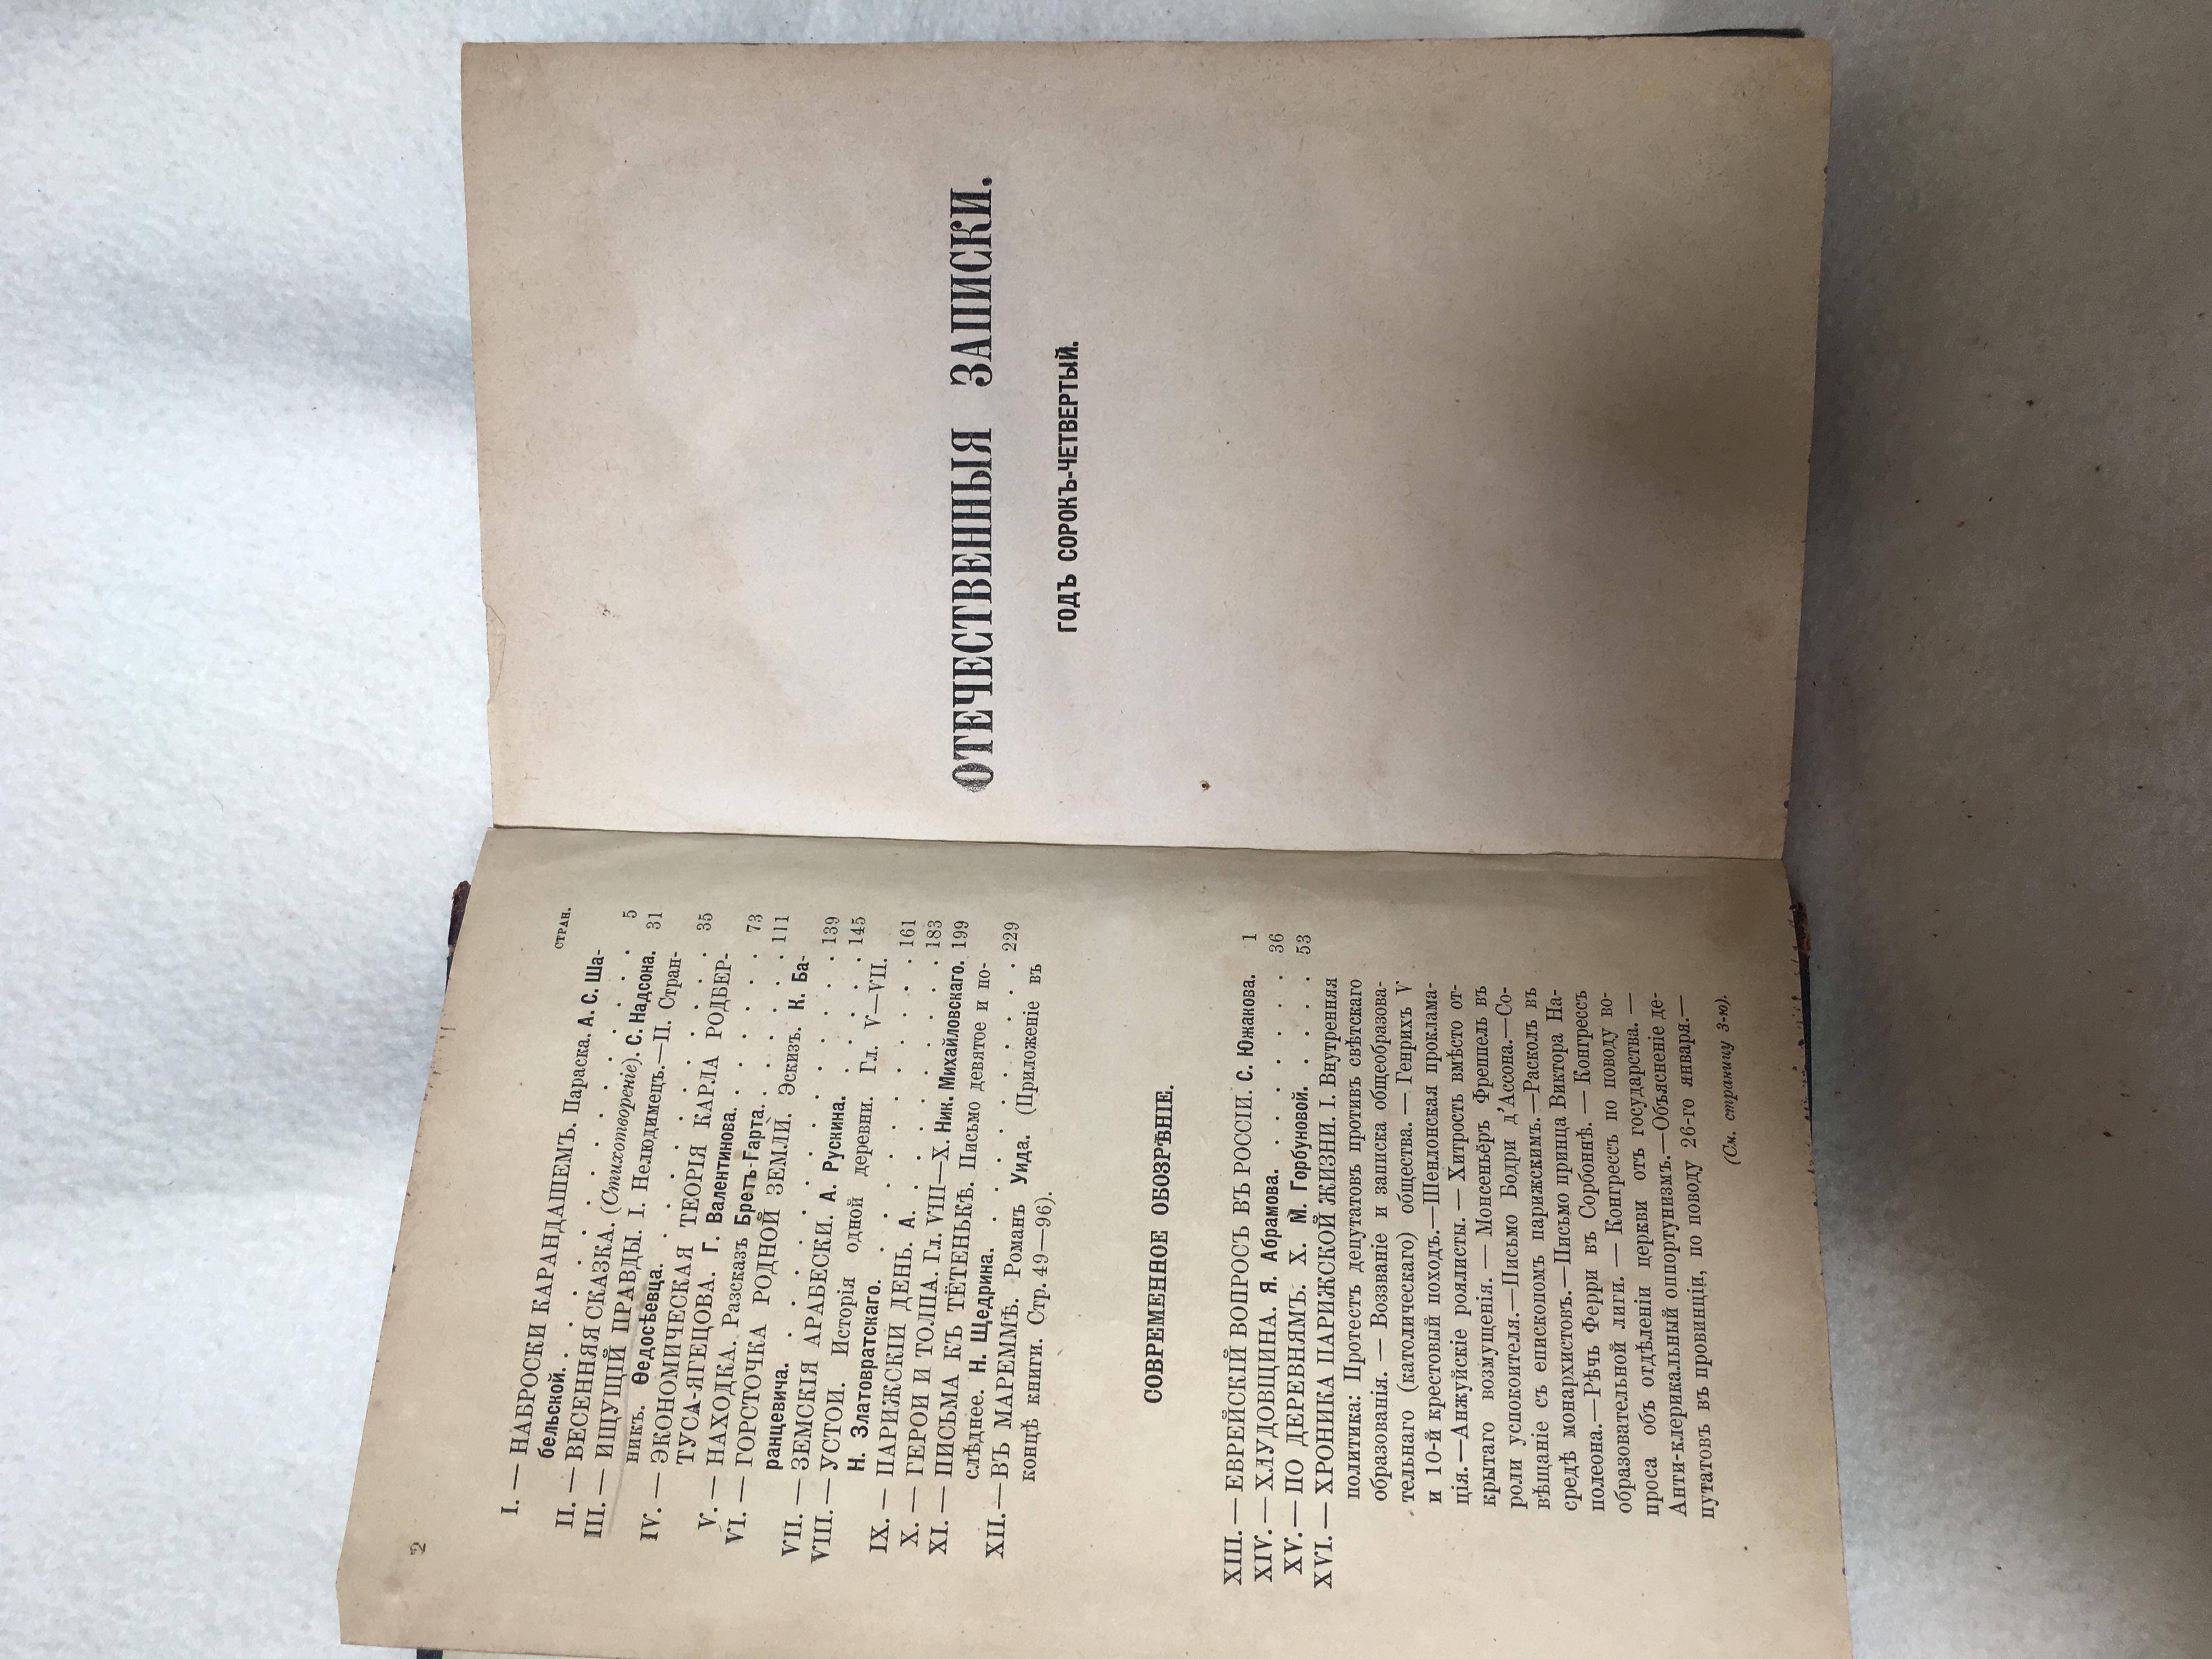 2
СТРАН.
I. — НАБРОСКИ КАРАНДАШЕМЪ. Параска. А. С. Ша-
бельской. . . . . . . . . . . . . . . 5
II. — ВЕСЕННЯЯ СКАЗКА. (Стихотвореніе). С. Надсона. 31
III. — ИЩУЩІЙ ПРАВДЫ. I. Нелюдимецъ.—II. Стран-
никъ. Ѳедосѣевца. . . . . . . . . . . . 35
IV. — ЭКОНОМИЧЕСКАЯ ТЕОРІЯ КАРЛА РОДБЕР-
ТУСА-ЯГЕЦОВА. Г. Валентинова. . . . . . . 73
V. — НАХОДКА. Разсказъ Бретъ-Гарта. . . . . . . 111
VI. — ГОРСТОЧКА РОДНОЙ ЗЕМЛИ. Эскизъ. К. Ба-
ранцевича. . . . . . . . . . . . . . . 139
VII. — ЗЕМСКІЯ АРАБЕСКИ. А. Рускина. . . . . . . 145
VIII. — УСТОИ. Исторія одной деревни. Гл. V—VII.
Н. Златовратскаго. . . . . . . . . . . . 161
IX. — ПАРИЖСКІЙ ДЕНЬ. А. . . . . . . . . . . 183
X. — ГЕРОИ И ТОЛПА. Гл. VIII—X. Ник. Михайловскаго. 199
XI. — ПИСЬМА КЪ ТЁТЕНЬКѢ. Письмо девятое и по-
слѣднее. Н. Щедрина. . . . . . . . . . . 229
XII. — ВЪ МАРЕММѢ. Романъ Уида. (Приложеніе въ
концѣ книги. Стр. 49—96).
СОВРЕМЕННОЕ ОБОЗРѢНІЕ.
XIII. — ЕВРЕЙСКІЙ ВОПРОСЪ ВЪ РОССІИ. С. Южакова. 1
XIV. — ХЛУДОВЩИНА. Я. Абрамова. . . . . . . . 36
XV. — ПО ДЕРЕВНЯМЪ. X. М. Горбуновой. . . . . . 53
XVI. — ХРОНИКА ПАРИЖСКОЙ ЖИЗНИ. I. Внутренняя
политика: Протестъ депутатовъ противъ свѣтскаго
образованія. — Воззваніе и записка общеобразова-
тельнаго (католическаго) общества. — Генрихъ V
и 10-й крестовый походъ.—Шенлонская проклама-
ція.—Анжуйскіе роялисты. — Хитрость вмѣсто от-
крытаго возмущенія. — Монсеньёръ Фреппель въ
роли успокоителя.—Письмо Бодри д'Ассона.—Со-
вѣщаніе съ епископомъ парижскимъ.—Расколъ въ
средѣ монархистовъ.—Письмо принца Виктора На-
полеона.—Рѣчь Ферри въ Сорбоннѣ. — Конгрессъ
образовательной лиги. — Конгрессъ по поводу во-
проса объ отдѣленіи церкви отъ государства. —
Анти-клерикальный оппортунизмъ.—Объясненіе де-
путатовъ въ провинціи, по поводу 26-го января.—
(См. страницу 3-ю).
ОТЕЧЕСТВЕННЫЯ ЗАПИСКИ.
ГОДЪ СОРОКЪ-ЧЕТВЕРТЫЙ.